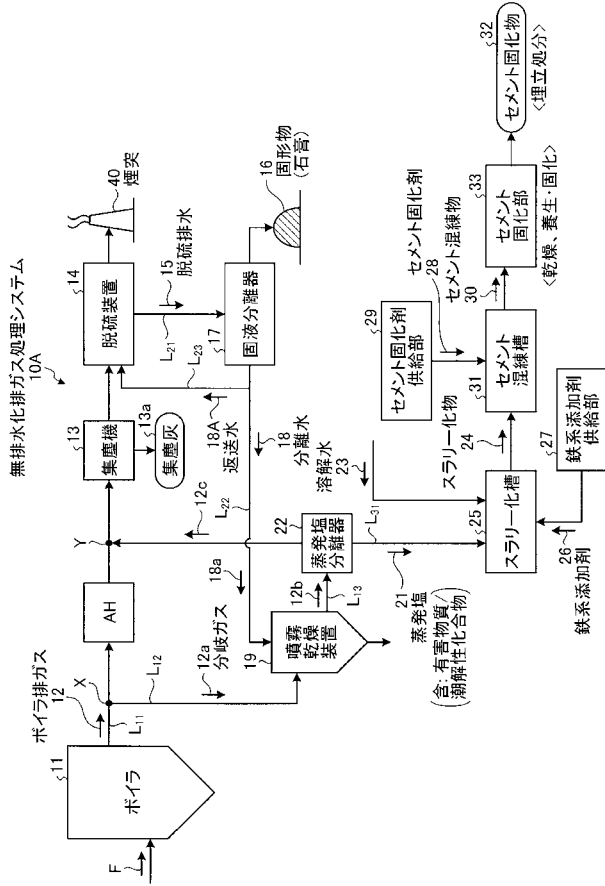 無排水化排ガス処理システム
10A
F
11
ボイラ
ボイラ排ガス
12
X
L11
L12
AH
Y
13
集塵機
13a
集塵灰
14
脱硫装置
40
煙突
15
脱硫排水
L21
L23
17
固液分離器
16
固形物
(石膏)
18A
返送水
18
分離水
L22
18a
12a
分岐ガス
19
噴霧
乾燥
装置
12b
L13
12c
22
蒸発塩
分離器
L31
21
蒸発塩
(含:有害物質/
潮解性化合物)
溶解水
23
25
スラリー化槽
スラリー化物
24
26
鉄系添加剤
27
鉄系添加剤
供給部
29
セメント固化剤
供給部
セメント固化剤
28
31
セメント
混練槽
セメント混練物
30
33
セメント
固化部
<乾燥、養生・固化>
32
セメント固化物
<埋立処分>